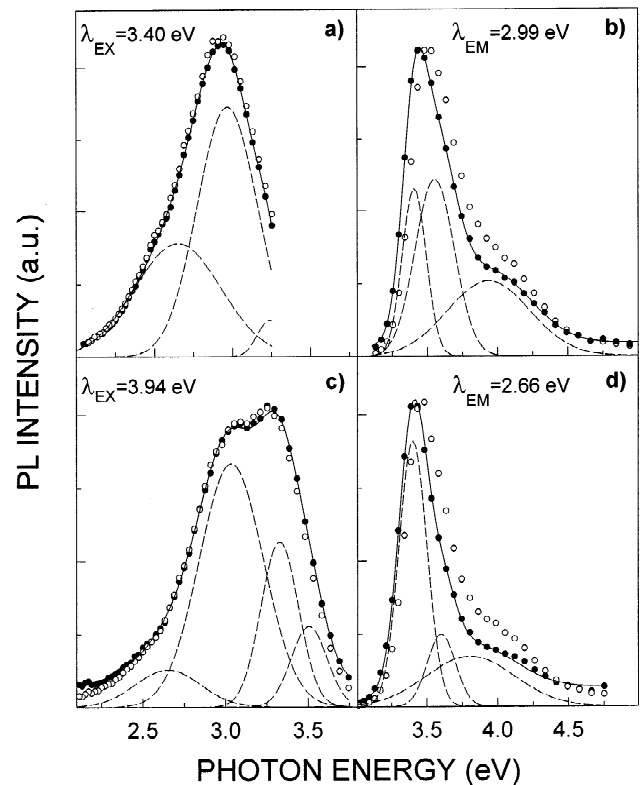 λEX=3.40 eV a)
λEM=2.99 eV b)
λEX=3.94 eV c)
λEM=2.66 eV d)
PL INTENSITY (a.u.)
2.5 3.0 3.5 3.5 4.0 4.5
PHOTON ENERGY (eV)